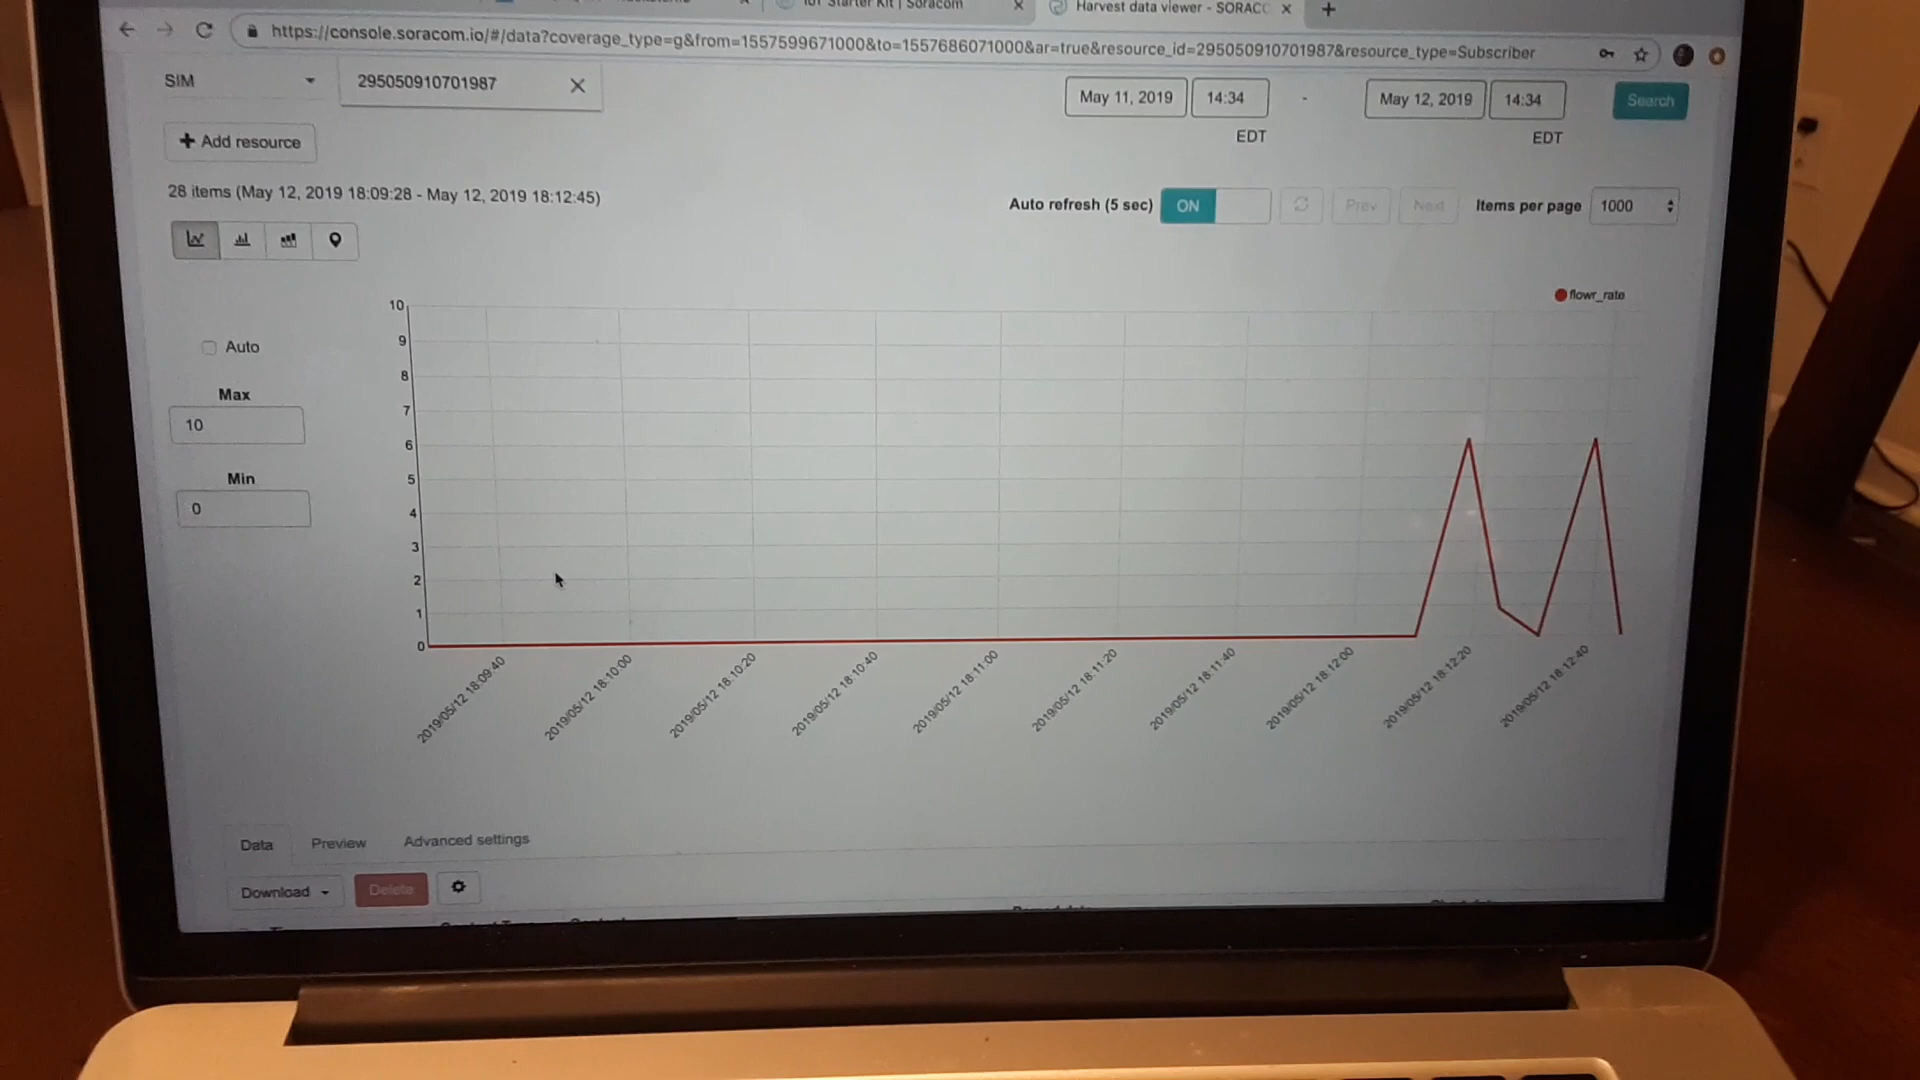 IoT Starter Kit | Soracom
Harvest data viewer - SORACO
https://console.soracom.io/#/data?coverage_type=g&from=1557599671000&to=1557686071000&ar=true&resource_id=295050910701987&resource_type=Subscriber
SIM
295050910701987
May 11, 2019
14:34
-
May 12, 2019
14:34
Search
EDT
EDT
+ Add resource
28 items (May 12, 2019 18:09:28 - May 12, 2019 18:12:45)
Auto refresh (5 sec)
ON
Prev
Next
Items per page
1000
flowr_rate
Auto
Max
10
Min
0
10
9
8
7
6
5
4
3
2
1
0
2019/05/12 18:09:40
2019/05/12 18:10:00
2019/05/12 18:10:20
2019/05/12 18:10:40
2019/05/12 18:11:00
2019/05/12 18:11:20
2019/05/12 18:11:40
2019/05/12 18:12:00
2019/05/12 18:12:20
2019/05/12 18:12:40
Data
Preview
Advanced settings
Download
Delete